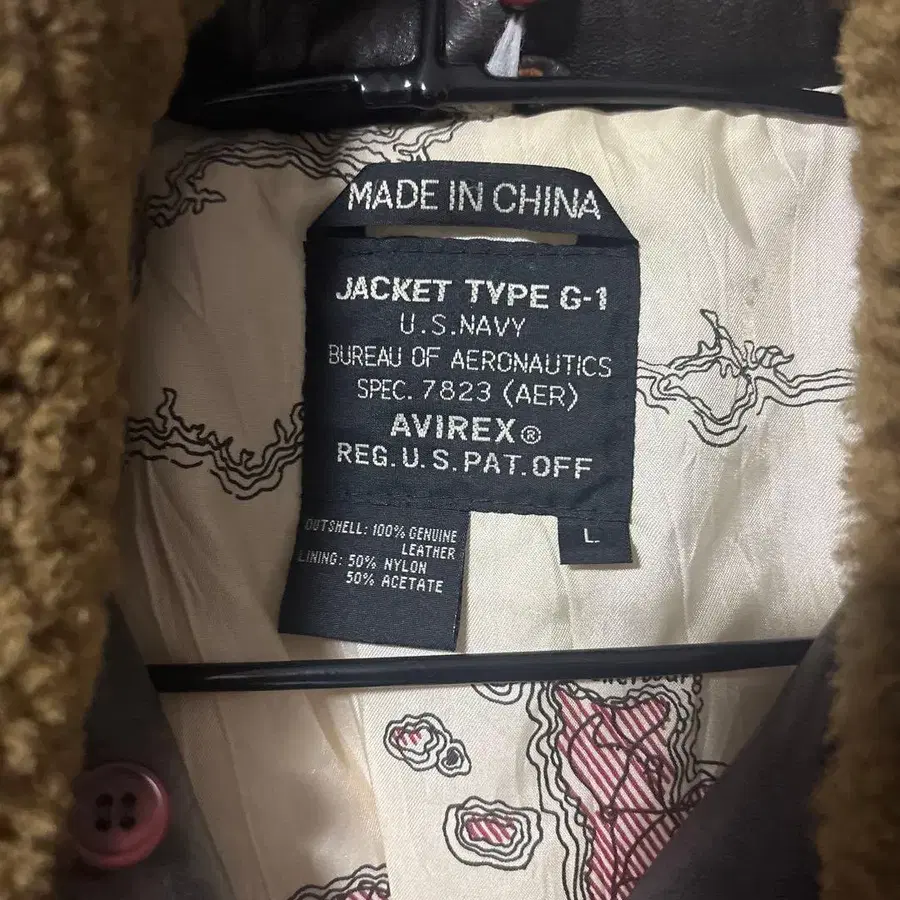 MADE IN CHINA
JACKET TYPE G-1
U.S.NAVY
BUREAU OF AERONAUTICS
SPEC. 7823 (AER)
AVIREX®
REG.U.S.PAT.OFF
OUTSHELL: 100% GENUINE
LEATHER
LINING: 50% NYLON
50% ACETATE
L